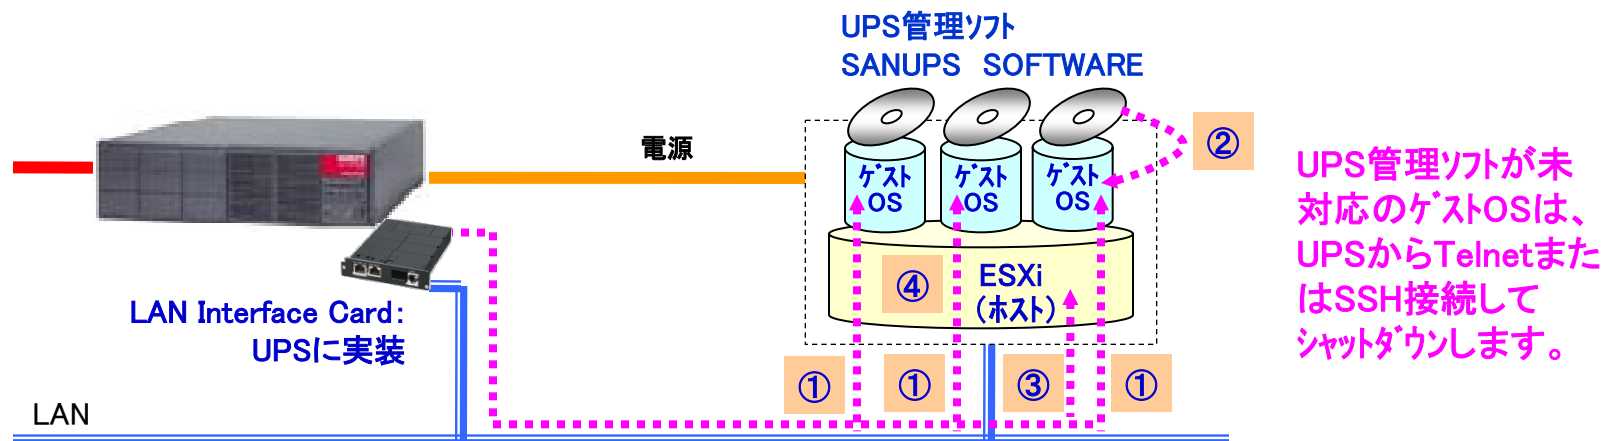 UPS管理ｿﾌﾄ
SANUPS　SOFTWARE
電源
②
ｹﾞｽﾄ
OS
ｹﾞｽﾄ
OS
ｹﾞｽﾄ
OS
UPS管理ｿﾌﾄが未
対応のｹﾞｽﾄOSは、
UPSからTelnetまた
はSSH接続して
ｼｬｯﾄﾀﾞｳﾝします。
④
ESXi
（ﾎｽﾄ）
LAN Interface Card：
UPSに実装
①
①
③
①
LAN